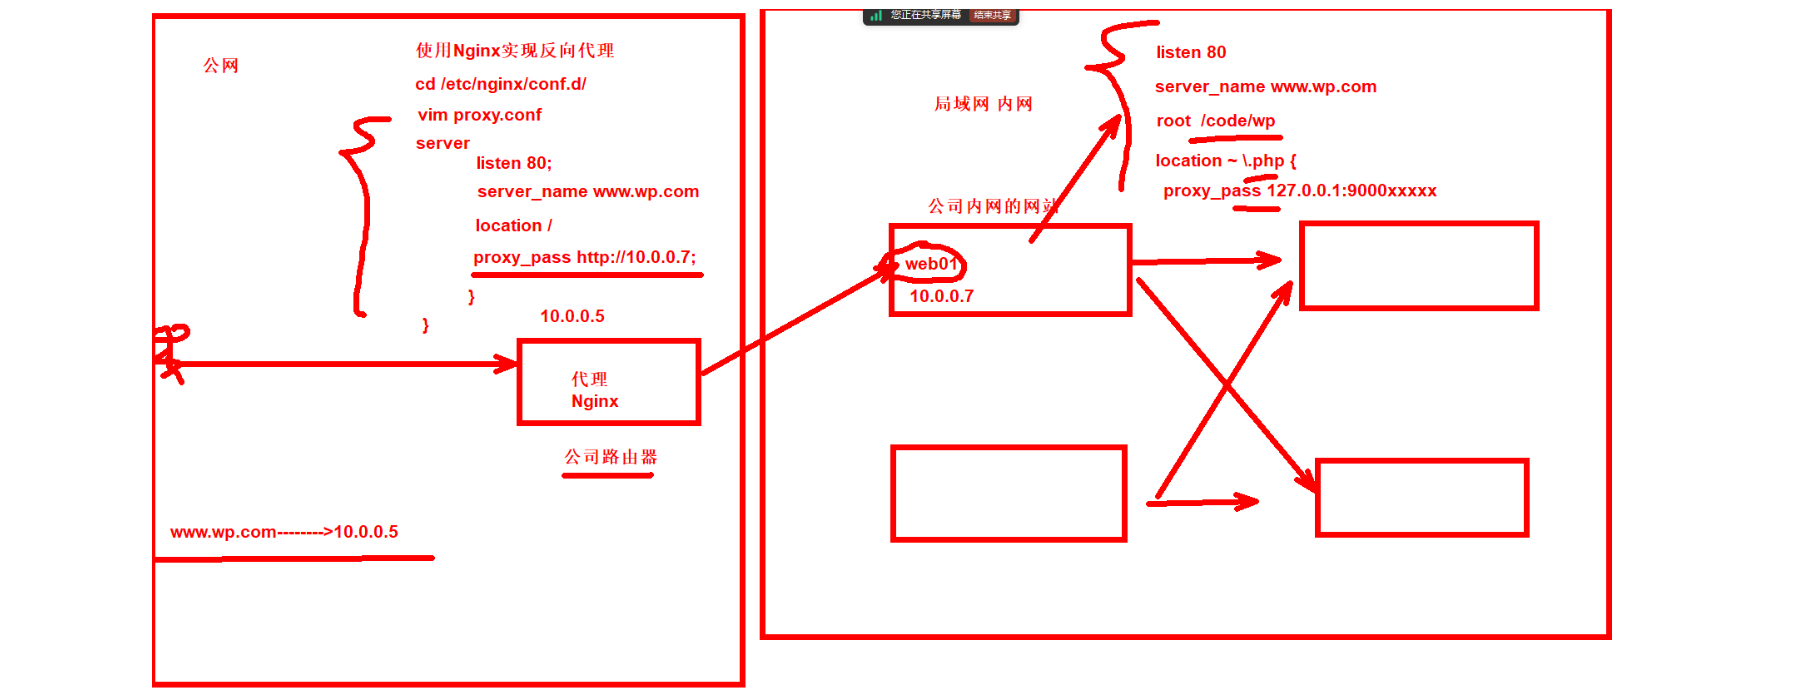 公网
使用Nginx实现反向代理
cd /etc/nginx/conf.d/
vim proxy.conf
server
listen 80;
server_name www.wp.com
location /
proxy_pass http://10.0.0.7;
}
}
10.0.0.5
代理
Nginx
公司路由器
www.wp.com-------->10.0.0.5
您正在共享屏幕 结束共享
局域网 内网
listen 80
server_name www.wp.com
root /code/wp
location ~ \.php {
proxy_pass 127.0.0.1:9000xxxxx
公司内网的网站
web01
10.0.0.7